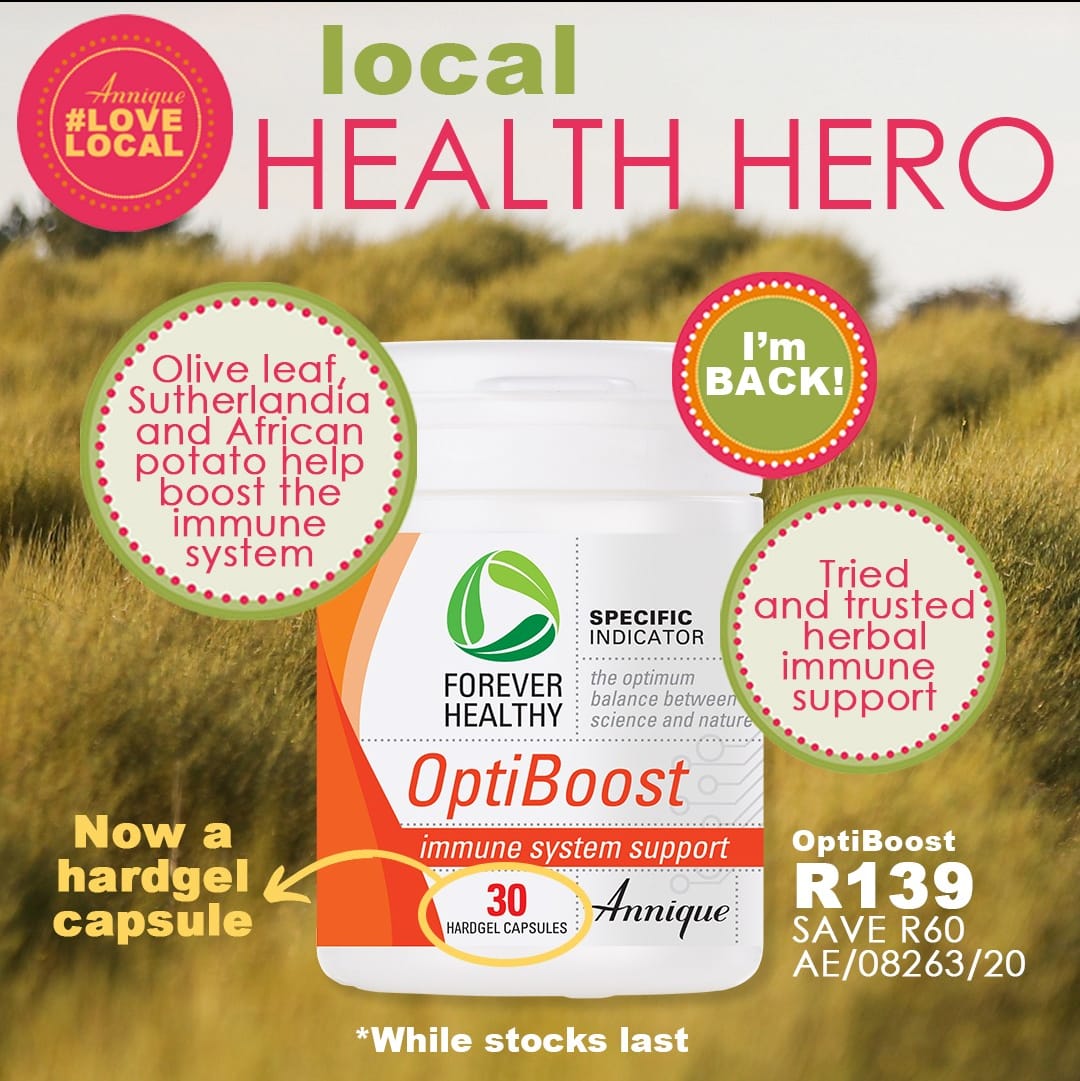 Annique
#LOVE
LOCAL
local
HEALTH HERO
Olive leaf,
Sutherlandia
and African
potato help
boost the
immune
system
I'm
BACK!
Tried
and trusted
herbal
immune
support
FOREVER
HEALTHY
SPECIFIC
INDICATOR
the optimum
balance between
science and nature
OptiBoost
immune system support
30
HARDGEL CAPSULES
Annique
Now a
hardgel
capsule
OptiBoost
R139
SAVE R60
AE/08263/20
*While stocks last